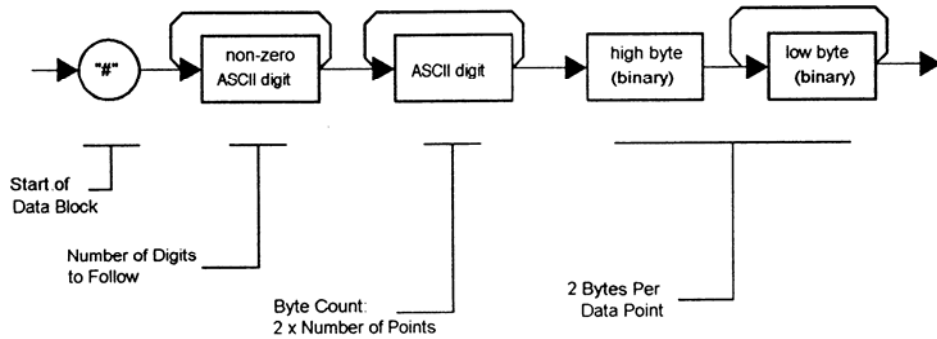 "#"
non-zero
ASCII digit
ASCII digit
high byte
(binary)
low byte
(binary)
Start of
Data Block
Number of Digits
to Follow
Byte Count:
2 x Number of Points
2 Bytes Per
Data Point